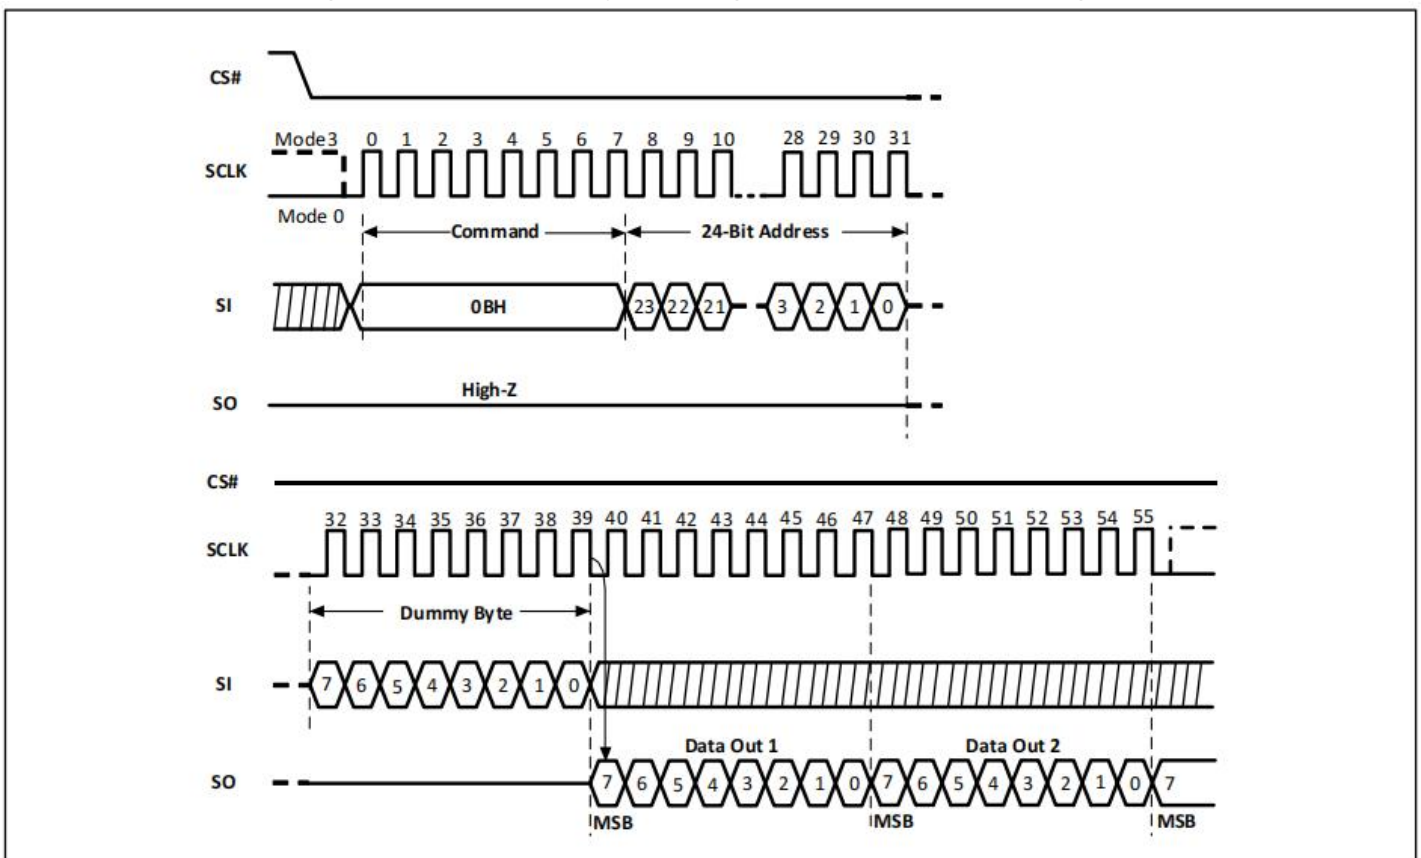 CS#
Mode3 0 1 2 3 4 5 6 7 8 9 10 28 29 30 31
SCLK
Mode 0
Command 24-Bit Address
SI 0BH 23 22 21 3 2 1 0
High-Z
SO
CS#
32 33 34 35 36 37 38 39 40 41 42 43 44 45 46 47 48 49 50 51 52 53 54 55
SCLK
Dummy Byte
SI 7 6 5 4 3 2 1 0
Data Out 1 Data Out 2
SO 7 6 5 4 3 2 1 0 7 6 5 4 3 2 1 0 7
MSB MSB MSB